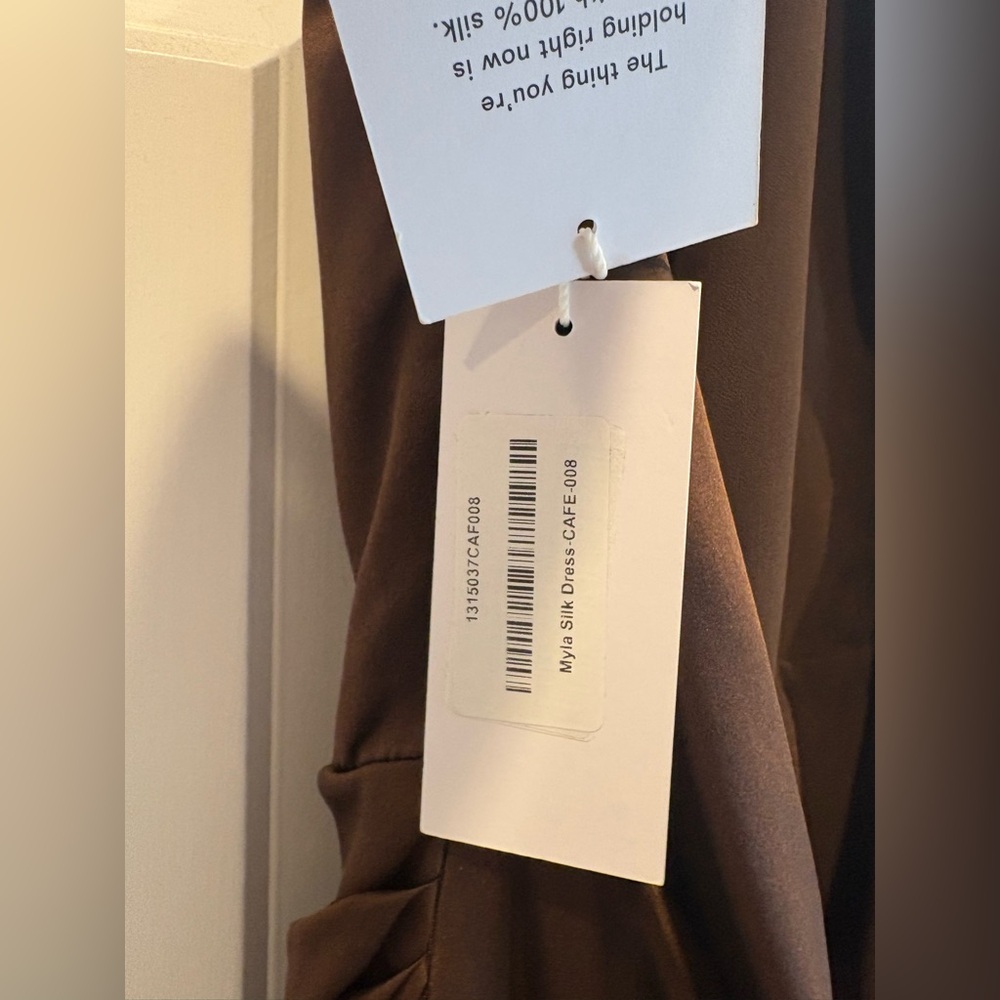 The thing you're
holding right now is
100% silk.
1315037CAF008
Myla Silk Dress-CAFE-008